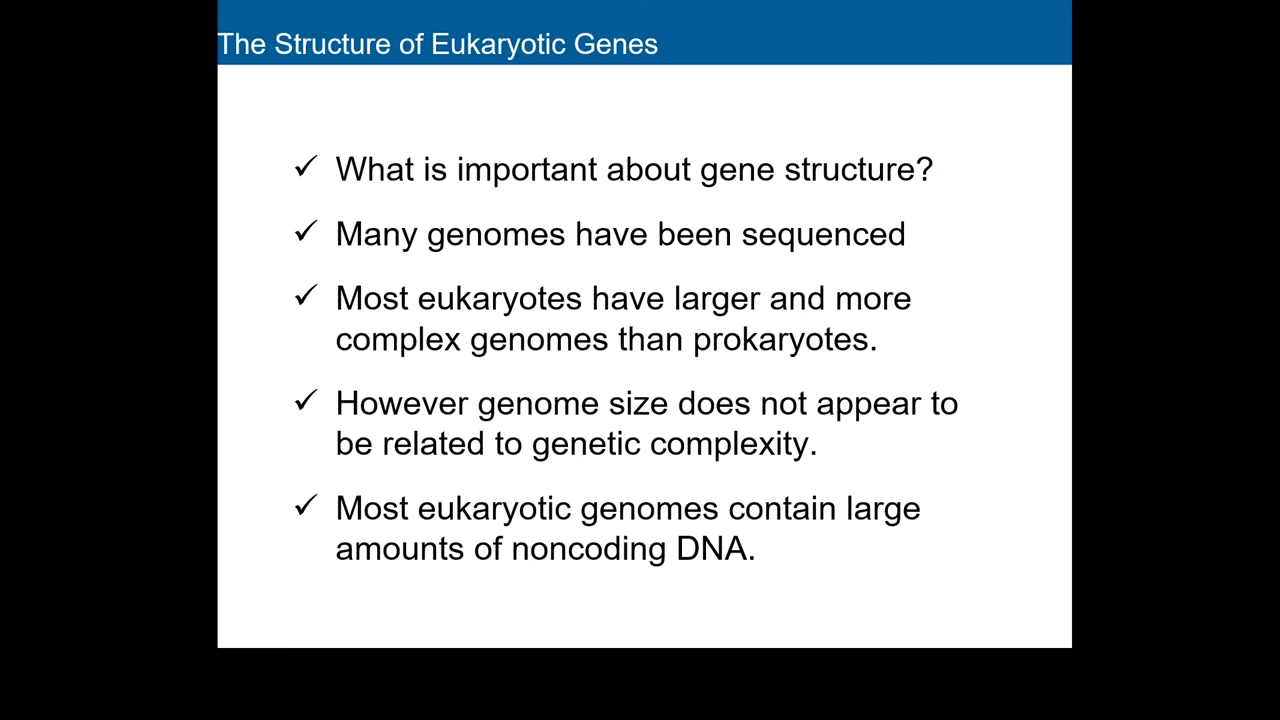 The Structure of Eukaryotic Genes
✓ What is important about gene structure?
✓ Many genomes have been sequenced
✓ Most eukaryotes have larger and more
complex genomes than prokaryotes.
✓ However genome size does not appear to
be related to genetic complexity.
✓ Most eukaryotic genomes contain large
amounts of noncoding DNA.